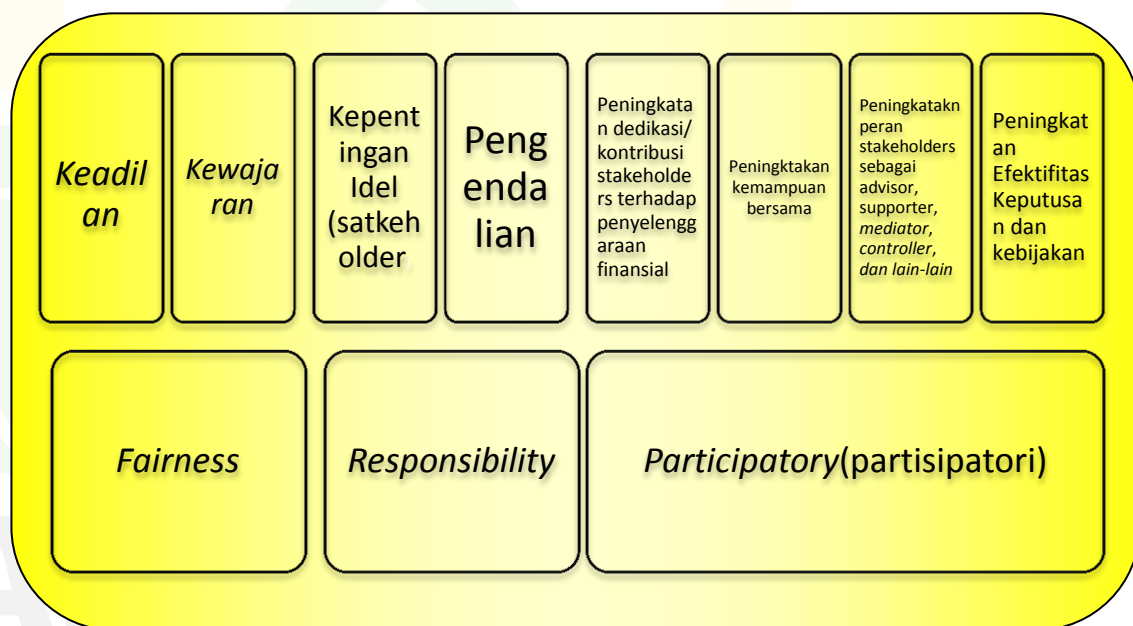 Keadil
an
Kewaja
ran
Kepent
ingan
Idel
(satkeh
older
Peng
enda
lian
Peningkata
n dedikasi/
kontribusi
stakeholde
rs terhadap
penyelengg
araan
finansial
Peningktakan
kemampuan
bersama
Peningkatakn
peran
stakeholders
sebagai
advisor,
supporter,
mediator,
controller,
dan lain-lain
Peningkat
an
Efektifitas
Keputusa
n dan
kebijakan
Fairness
Responsibility
Participatory(partisipatori)